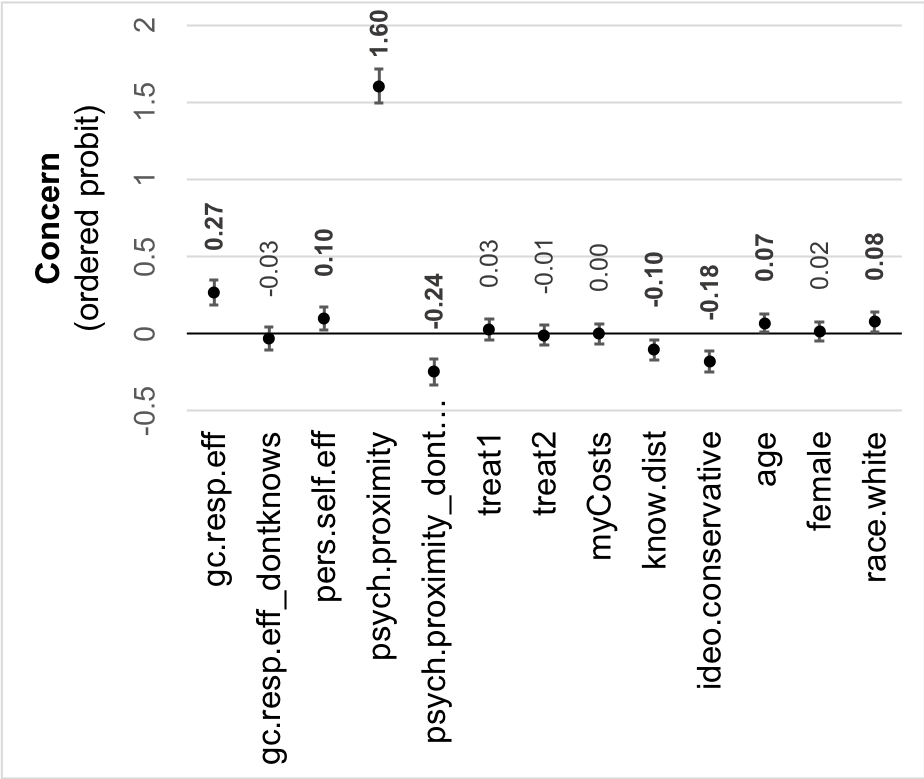 Concern
(ordered probit)
2
1.5
1
0.5
0
-0.5
0.27
-0.03
0.10
1.60
-0.24
0.03
-0.01
0.00
-0.10
-0.18
0.07
0.02
0.08
gc.resp.eff
gc.resp.eff_dontknows
pers.self.eff
psych.proximity
psych.proximity_dont…
treat1
treat2
myCosts
know.dist
ideo.conservative
age
female
race.white